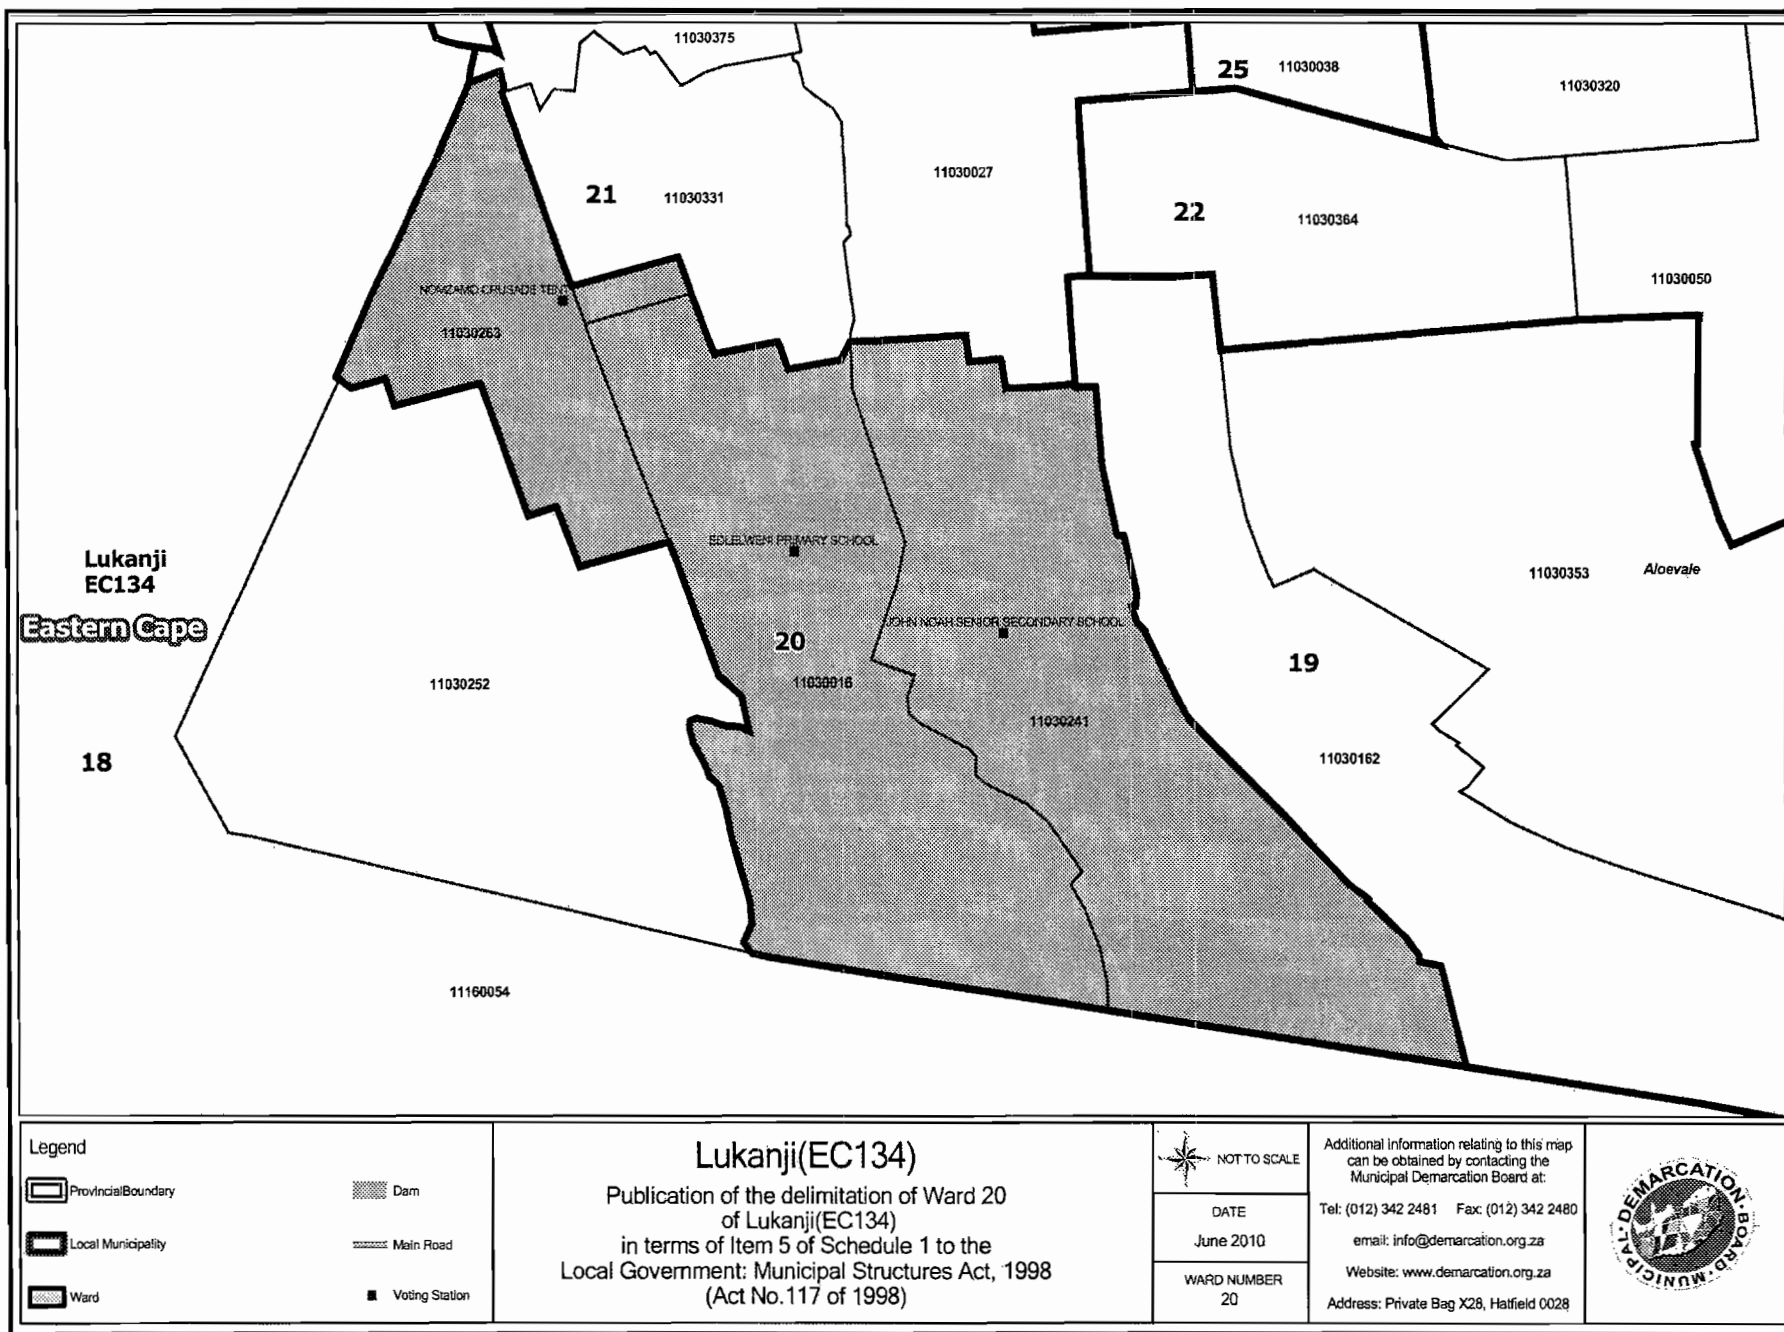 11030375
25
11030038
11030320
11030027
21
11030331
22
11030364
11030050
NOMZAMO CRUSADE TENT
11030263
Lukanji
EC134
Eastern Cape
EDLELWENI PRIMARY SCHOOL
11030353
Aloevale
JOHN NOAH SENIOR SECONDARY SCHOOL
20
19
11030252
11030016
11030241
18
11030162
11160054
Legend
ProvincialBoundary
Dam
Local Municipality
Main Road
Ward
Voting Station
Lukanji(EC134)
Publication of the delimitation of Ward 20
of Lukanji(EC134)
in terms of Item 5 of Schedule 1 to the
Local Government: Municipal Structures Act, 1998
(Act No.117 of 1998)
NOT TO SCALE
DATE
June 2010
WARD NUMBER
20
Additional information relating to this map
can be obtained by contacting the
Municipal Demarcation Board at:
Tel: (012) 342 2481 Fax: (012) 342 2480
email: info@demarcation.org.za
Website: www.demarcation.org.za
Address: Private Bag X28, Hatfield 0028
MUNICIPAL · DEMARCATION · BOARD